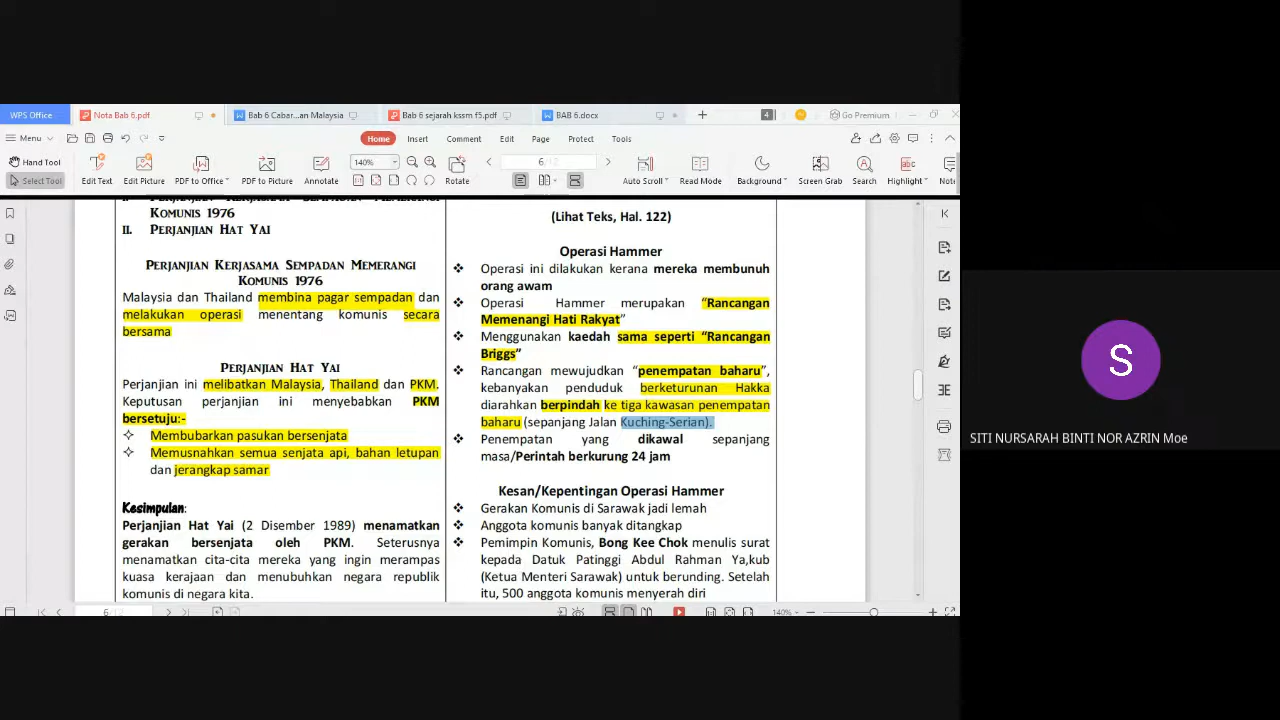 WPS Office
Nota Bab 6.pdf
Bab 6 Cabar...an Malaysia
Bab 6 sejarah kssm f5.pdf
BAB 6.docx
4
Go Premium
Menu
Home
Insert
Comment
Edit
Page
Protect
Tools
Hand Tool
Select Tool
Edit Text
Edit Picture
PDF to Office
PDF to Picture
Annotate
140%
Rotate
6/12
Auto Scroll
Read Mode
Background
Screen Grab
Search
Highlight
KOMUNIS 1976
II. PERJANJIAN HAT YAI
PERJANJIAN KERJASAMA SEMPADAN MEMERANGI
KOMUNIS 1976
Malaysia dan Thailand membina pagar sempadan dan
melakukan operasi menentang komunis secara
bersama
PERJANJIAN HAT YAI
Perjanjian ini melibatkan Malaysia, Thailand dan PKM.
Keputusan perjanjian ini menyebabkan PKM
bersetuju:-
Membubarkan pasukan bersenjata
Memusnahkan semua senjata api, bahan letupan
dan jerangkap samar
Kesimpulan:
Perjanjian Hat Yai (2 Disember 1989) menamatkan
gerakan bersenjata oleh PKM. Seterusnya
menamatkan cita-cita mereka yang ingin merampas
kuasa kerajaan dan menubuhkan negara republik
komunis di negara kita.
(Lihat Teks, Hal. 122)
Operasi Hammer
Operasi ini dilakukan kerana mereka membunuh
orang awam
Operasi Hammer merupakan “Rancangan
Memenangi Hati Rakyat”
Menggunakan kaedah sama seperti “Rancangan
Briggs”
Rancangan mewujudkan “penempatan baharu”,
kebanyakan penduduk berketurunan Hakka
diarahkan berpindah ke tiga kawasan penempatan
baharu (sepanjang Jalan Kuching-Serian).
Penempatan yang dikawal sepanjang
masa/Perintah berkurung 24 jam
Kesan/Kepentingan Operasi Hammer
Gerakan Komunis di Sarawak jadi lemah
Anggota komunis banyak ditangkap
Pemimpin Komunis, Bong Kee Chok menulis surat
kepada Datuk Patinggi Abdul Rahman Ya,kub
(Ketua Menteri Sarawak) untuk berunding. Setelah
itu, 500 anggota komunis menyerah diri
140%
S
SITI NURSARAH BINTI NOR AZRIN Moe